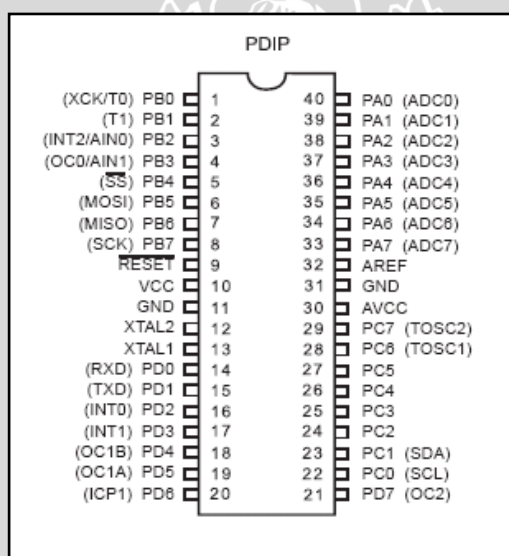 PDIP
(XCK/T0) PB0 1 40 PA0 (ADC0)
(T1) PB1 2 39 PA1 (ADC1)
(INT2/AIN0) PB2 3 38 PA2 (ADC2)
(OC0/AIN1) PB3 4 37 PA3 (ADC3)
(SS) PB4 5 36 PA4 (ADC4)
(MOSI) PB5 6 35 PA5 (ADC5)
(MISO) PB6 7 34 PA6 (ADC6)
(SCK) PB7 8 33 PA7 (ADC7)
RESET 9 32 AREF
VCC 10 31 GND
GND 11 30 AVCC
XTAL2 12 29 PC7 (TOSC2)
XTAL1 13 28 PC6 (TOSC1)
(RXD) PD0 14 27 PC5
(TXD) PD1 15 26 PC4
(INT0) PD2 16 25 PC3
(INT1) PD3 17 24 PC2
(OC1B) PD4 18 23 PC1 (SDA)
(OC1A) PD5 19 22 PC0 (SCL)
(ICP1) PD6 20 21 PD7 (OC2)